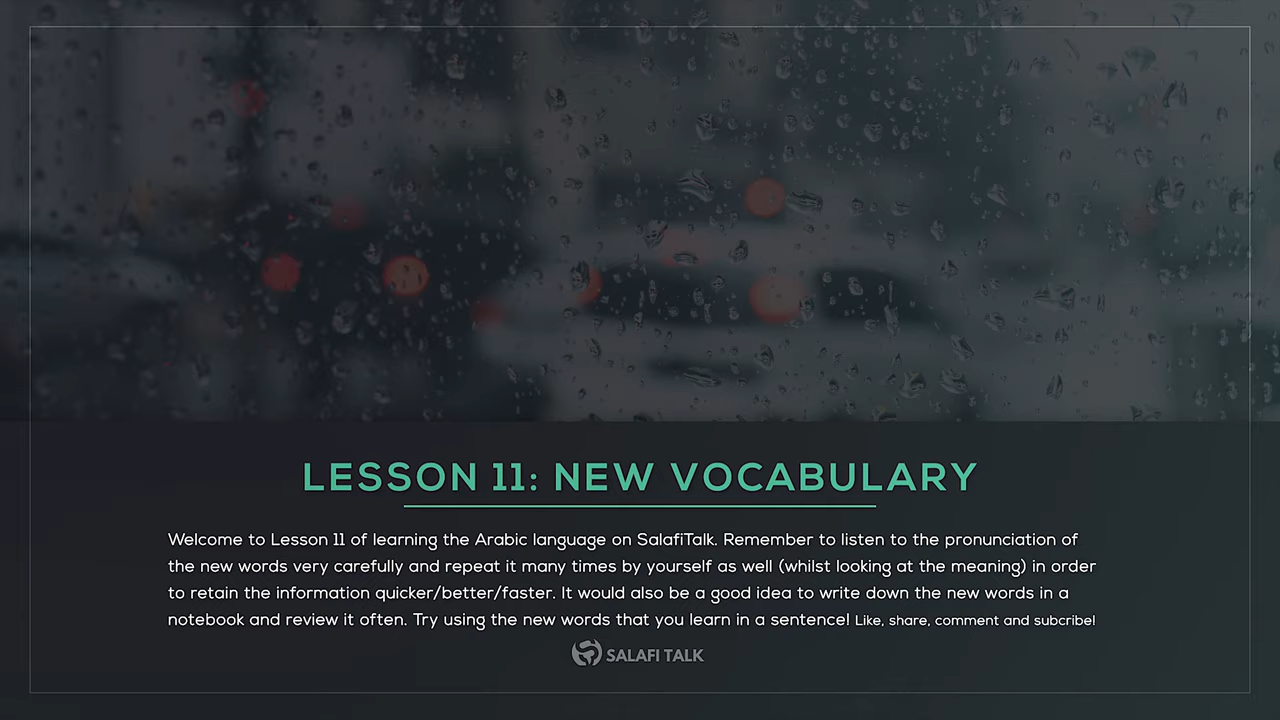 LESSON 11: NEW VOCABULARY
Welcome to Lesson 11 of learning the Arabic language on SalafiTalk. Remember to listen to the pronunciation of
the new words very carefully and repeat it many times by yourself as well (whilst looking at the meaning) in order
to retain the information quicker/better/faster. It would also be a good idea to write down the new words in a
notebook and review it often. Try using the new words that you learn in a sentence! Like, share, comment and subcribe!
SALAFI TALK